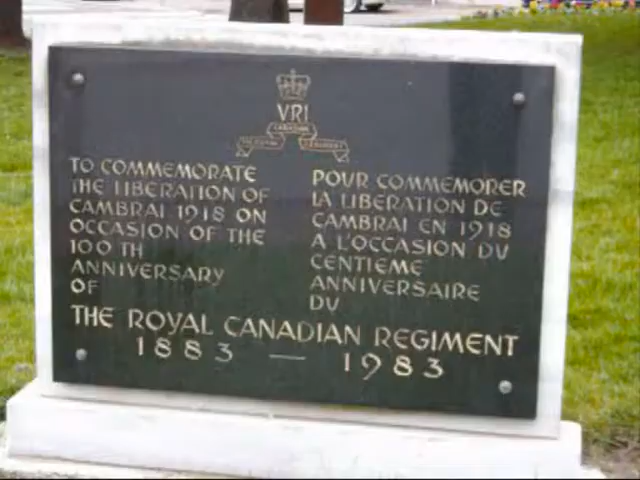 VRI
CANADIAN
TO COMMEMORATE
THE LIBERATION OF
CAMBRAI 1918 ON
OCCASION OF THE
100 TH
ANNIVERSARY
OF
POUR COMMEMORER
LA LIBERATION DE
CAMBRAI EN 1918
A L'OCCASION DU
CENTIEME
ANNIVERSAIRE
DU
THE ROYAL CANADIAN REGIMENT
1883 — 1983